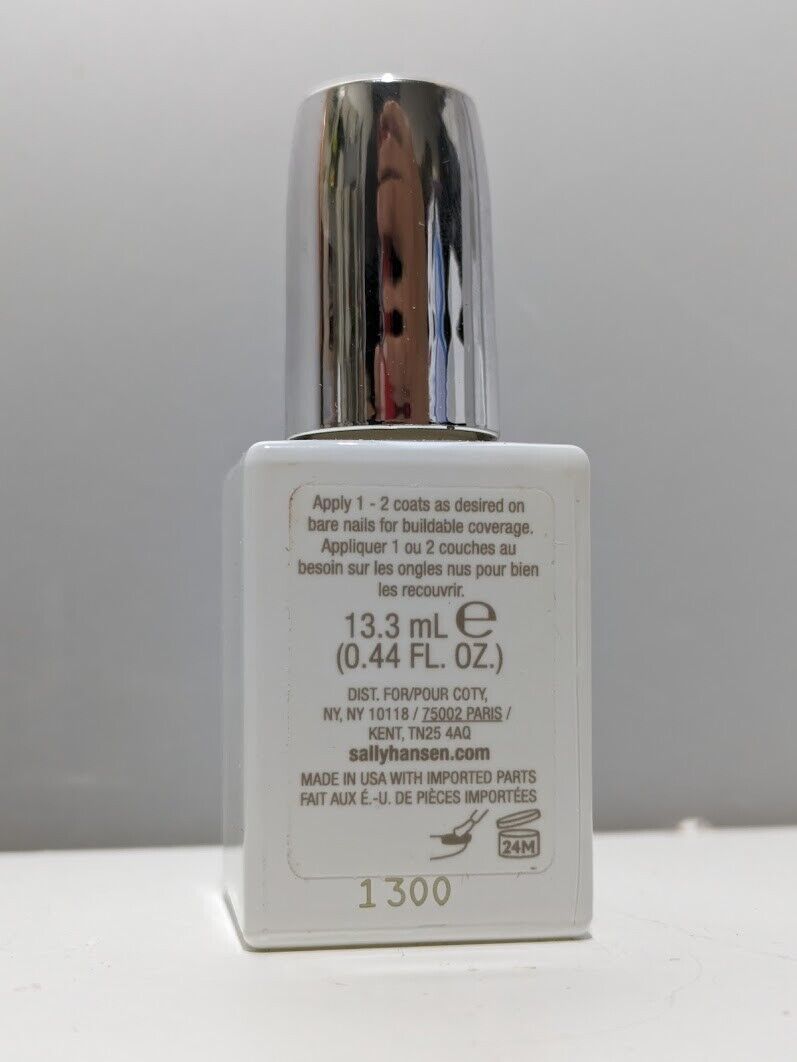 Apply 1 - 2 coats as desired on
bare nails for buildable coverage.
Appliquer 1 ou 2 couches au
besoin sur les ongles nus pour bien
les recouvrir.
13.3 mL e
(0.44 FL. OZ.)
DIST. FOR/POUR COTY,
NY, NY 10118 / 75002 PARIS /
KENT, TN25 4AQ
sallyhansen.com
MADE IN USA WITH IMPORTED PARTS
FAIT AUX É.-U. DE PIÈCES IMPORTÉES
24M
1300